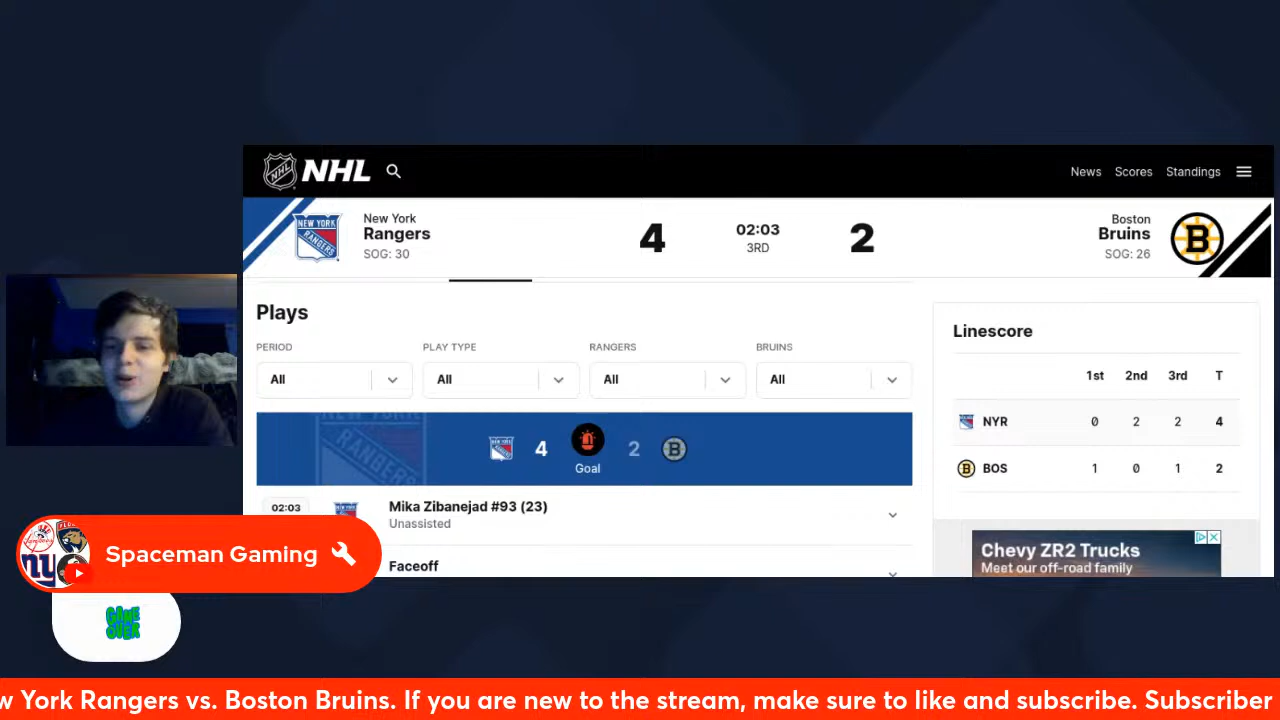 NHL
News Scores Standings
New York
Rangers
SOG: 30
4
02:03
3RD
2
Boston
Bruins
SOG: 26
NEW YORK
RANGERS
B
Plays
PERIOD
PLAY TYPE
RANGERS
BRUINS
All
All
All
All
4
Goal
2
02:03
Mika Zibanejad #93 (23)
Unassisted
Faceoff
Linescore
1st 2nd 3rd T
NYR 0 2 2 4
BOS 1 0 1 2
Chevy ZR2 Trucks
Meet our off-road family
Spaceman Gaming
GAME
OVER
w York Rangers vs. Boston Bruins. If you are new to the stream, make sure to like and subscribe. Subscriber